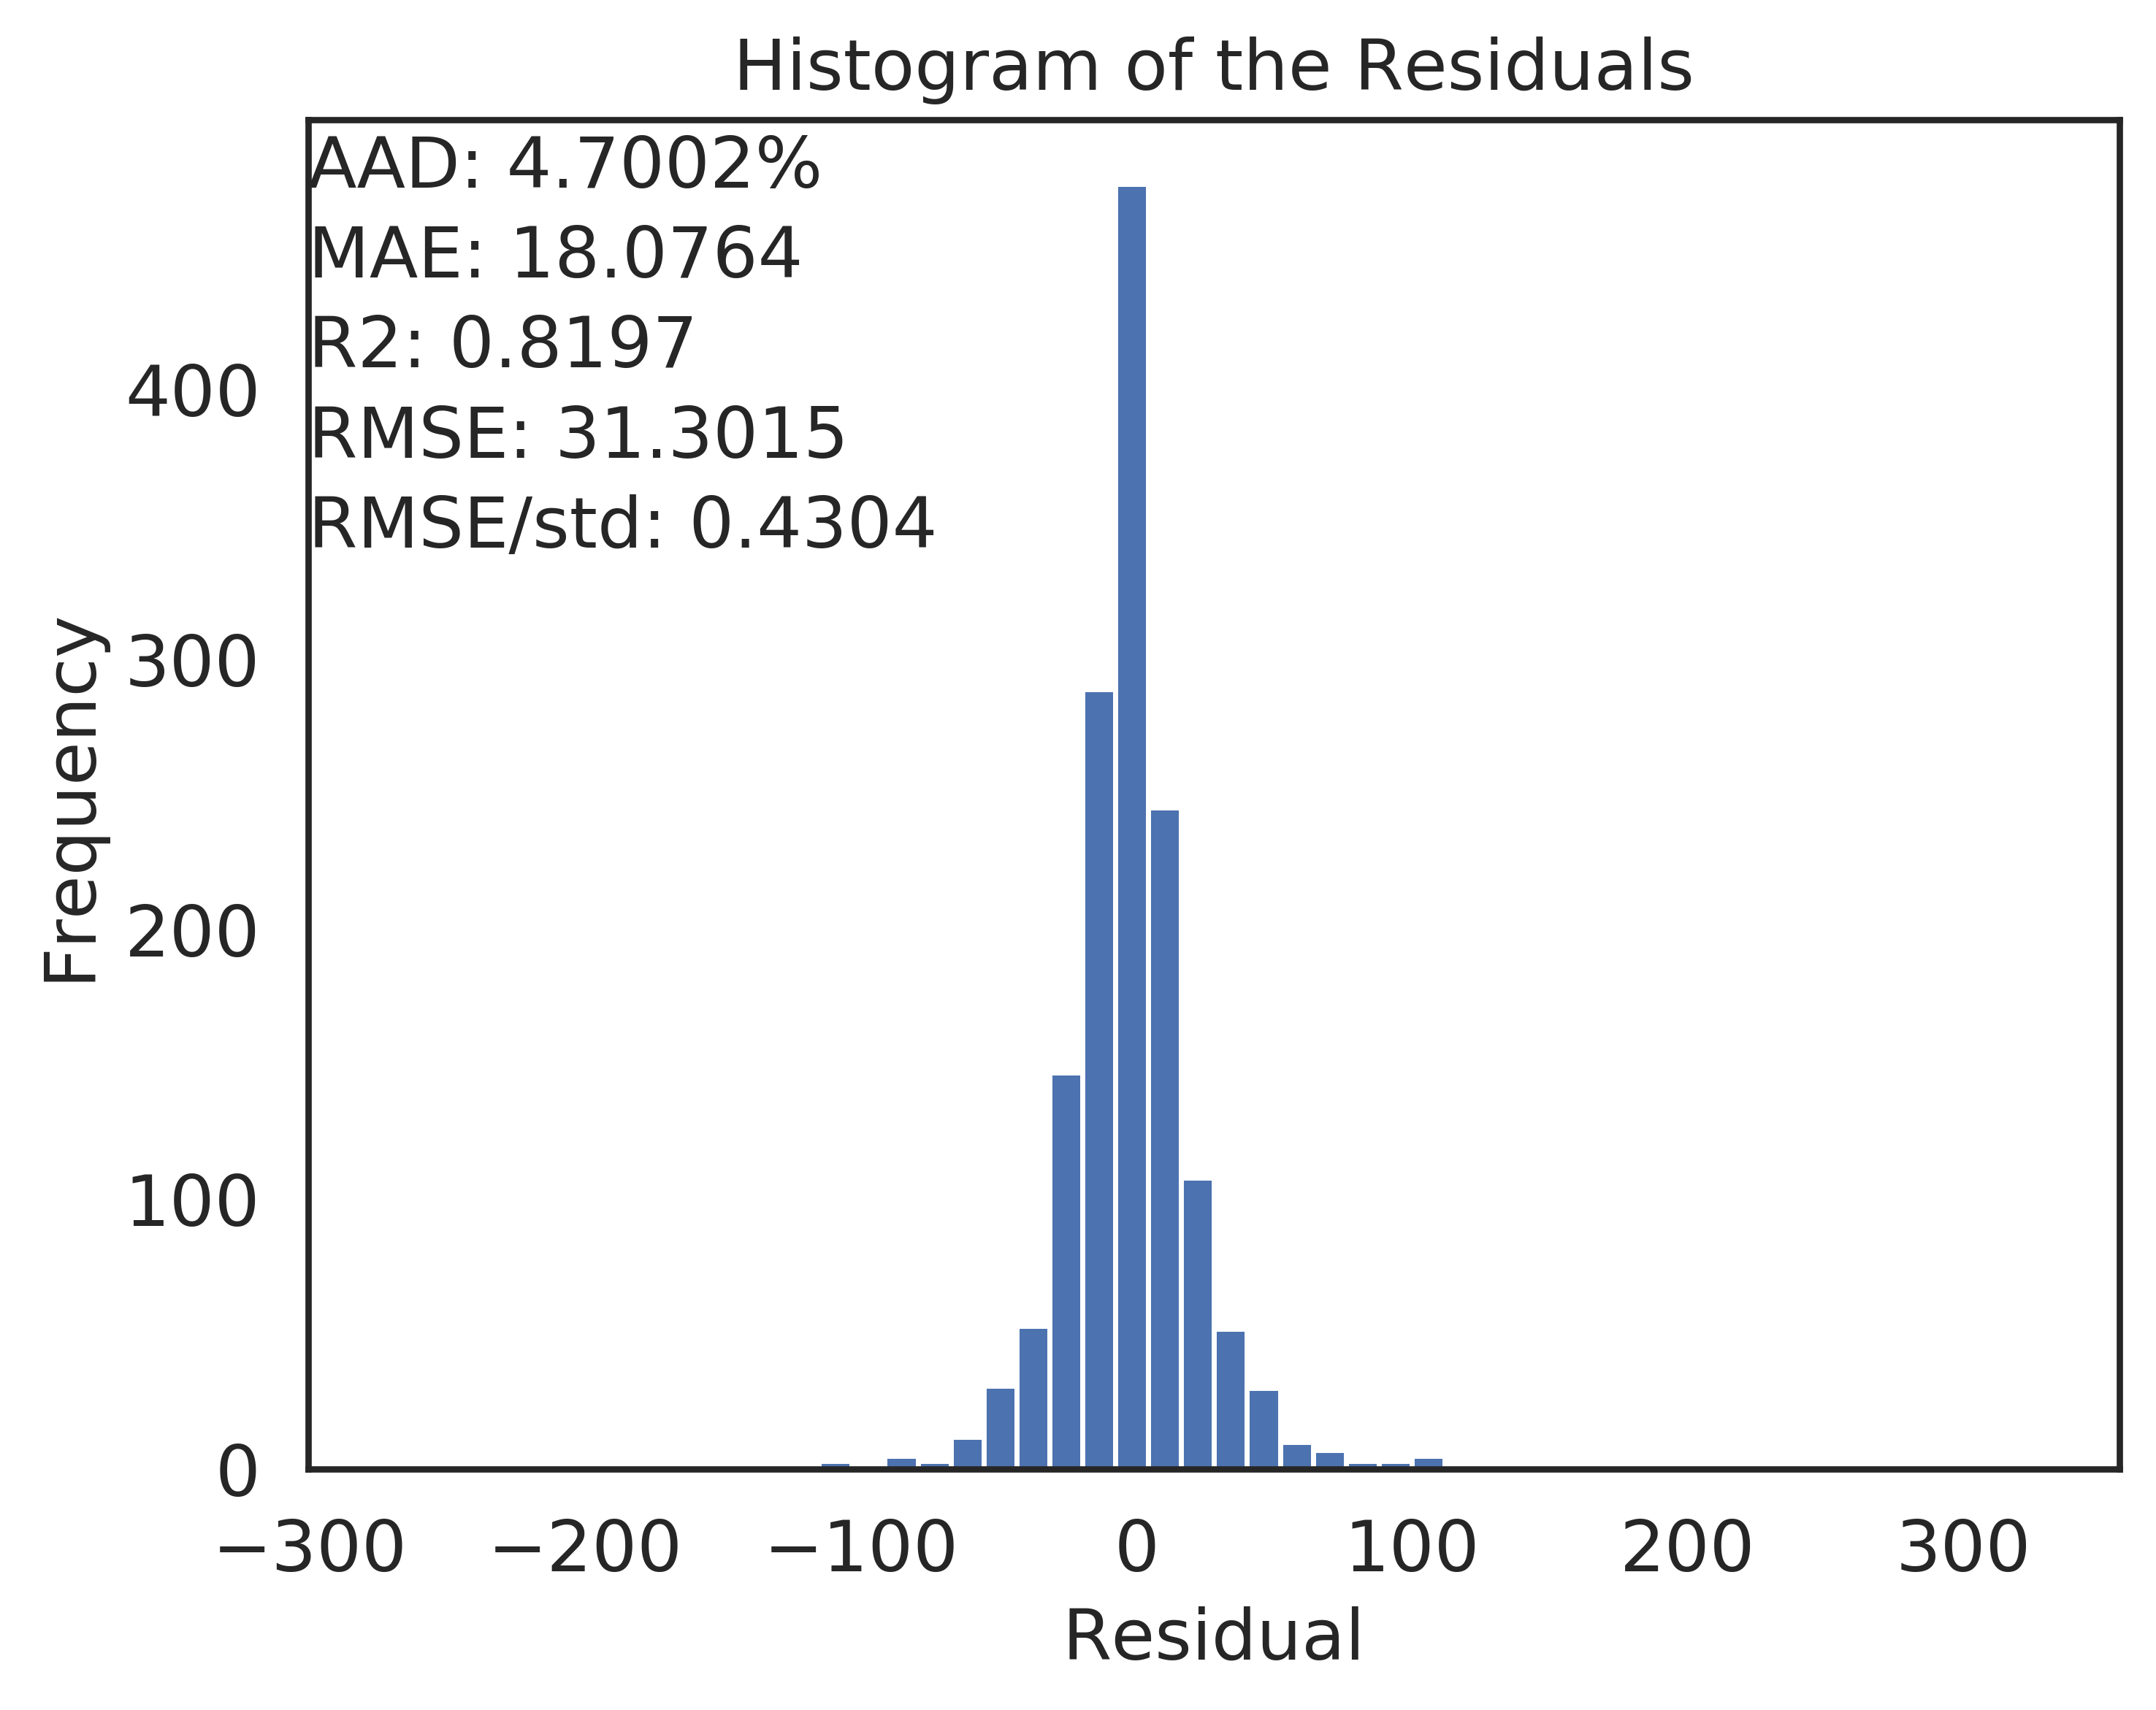 Histogram of the Residuals
AAD: 4.7002%
MAE: 18.0764
R2: 0.8197
RMSE: 31.3015
RMSE/std: 0.4304
Frequency
400
300
200
100
0
−300 −200 −100 0 100 200 300
Residual